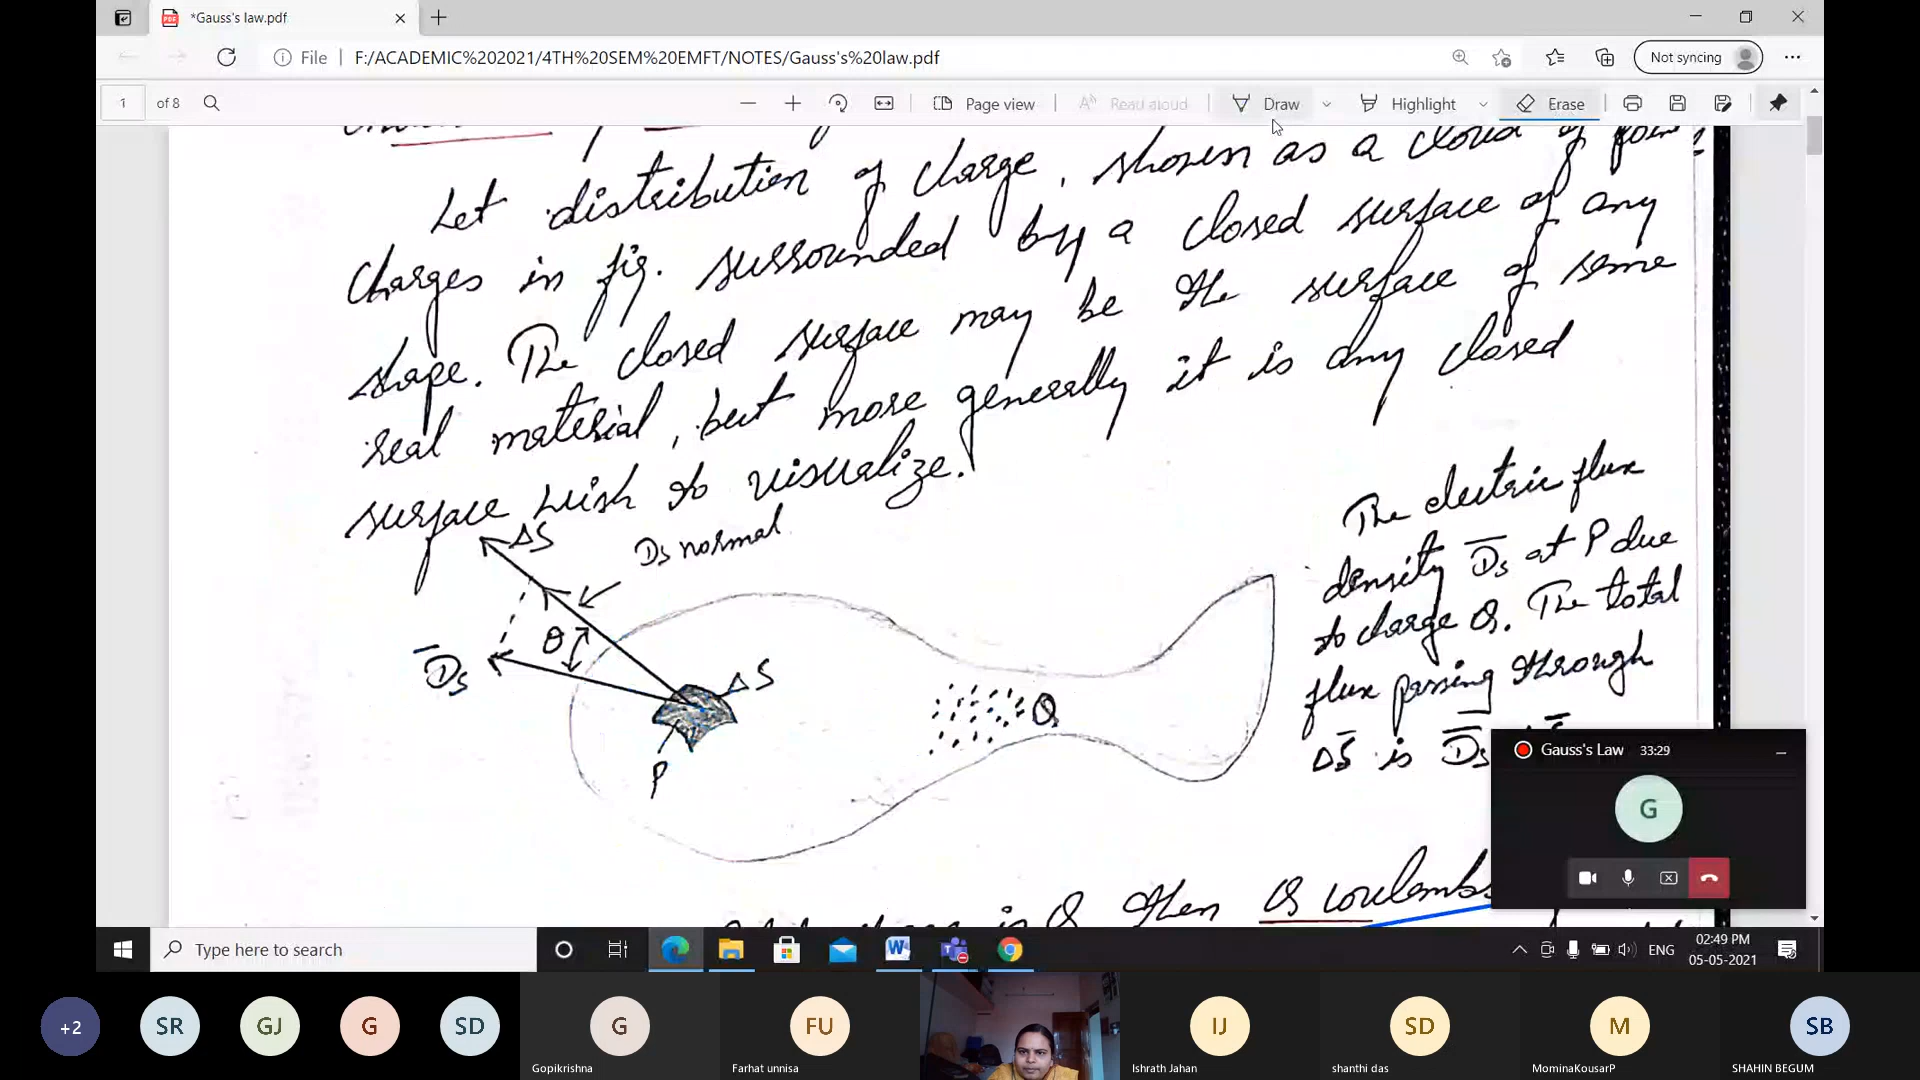 *Gauss's law.pdf
File F:/ACADEMIC%202021/4TH%20SEM%20EMFT/NOTES/Gauss's%20law.pdf
Not syncing
1 of 8 Page view Read aloud Draw Highlight Erase
Let distribution of charge, shown as a cloud of point
charges in fig. surrounded by a closed surface of any
shape. The closed surface may be the surface of some
real material, but more generally it is any closed
surface wish to visualize.
ΔS
Ds normal
θ
D̅s
ΔS
P
Q
The electric flux
density D̅s at P due
to charge Q. The total
flux passing through
ΔS̅ is D̅s
Gauss's Law 33:29
G
is Q then Q coulombs
Type here to search
ENG
02:49 PM
05-05-2021
+2 SR GJ G SD G FU IJ SD M SB
Gopikrishna Farhat unnisa Ishrath Jahan shanthi das MominaKousarP SHAHIN BEGUM